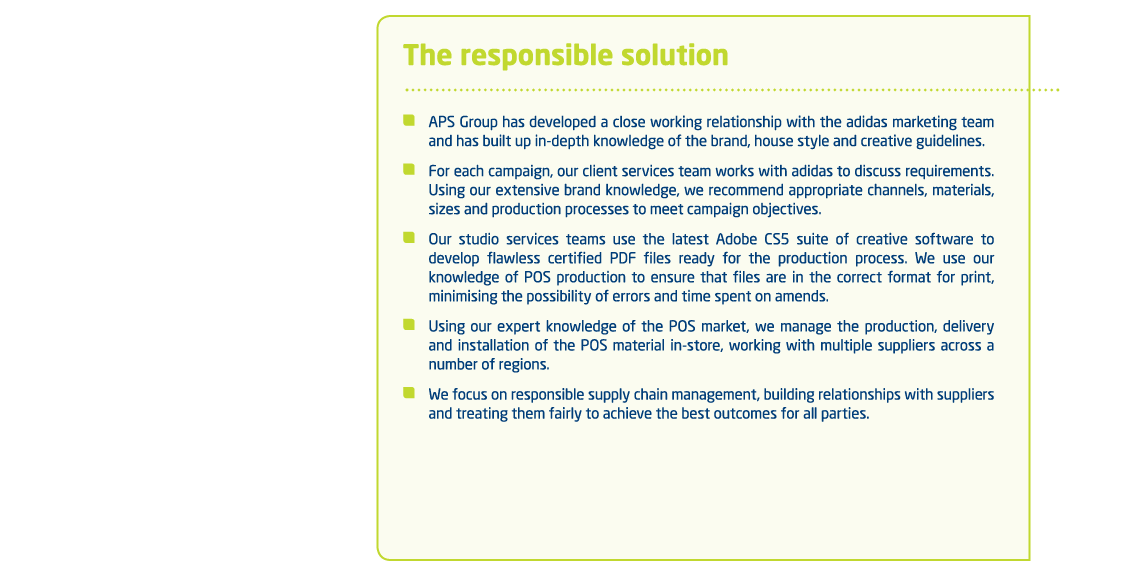 The responsible solution
APS Group has developed a close working relationship with the adidas marketing team
and has built up in-depth knowledge of the brand, house style and creative guidelines.
For each campaign, our client services team works with adidas to discuss requirements.
Using our extensive brand knowledge, we recommend appropriate channels, materials,
sizes and production processes to meet campaign objectives.
Our studio services teams use the latest Adobe CS5 suite of creative software to
develop flawless certified PDF files ready for the production process. We use our
knowledge of POS production to ensure that files are in the correct format for print,
minimising the possibility of errors and time spent on amends.
Using our expert knowledge of the POS market, we manage the production, delivery
and installation of the POS material in-store, working with multiple suppliers across a
number of regions.
We focus on responsible supply chain management, building relationships with suppliers
and treating them fairly to achieve the best outcomes for all parties.